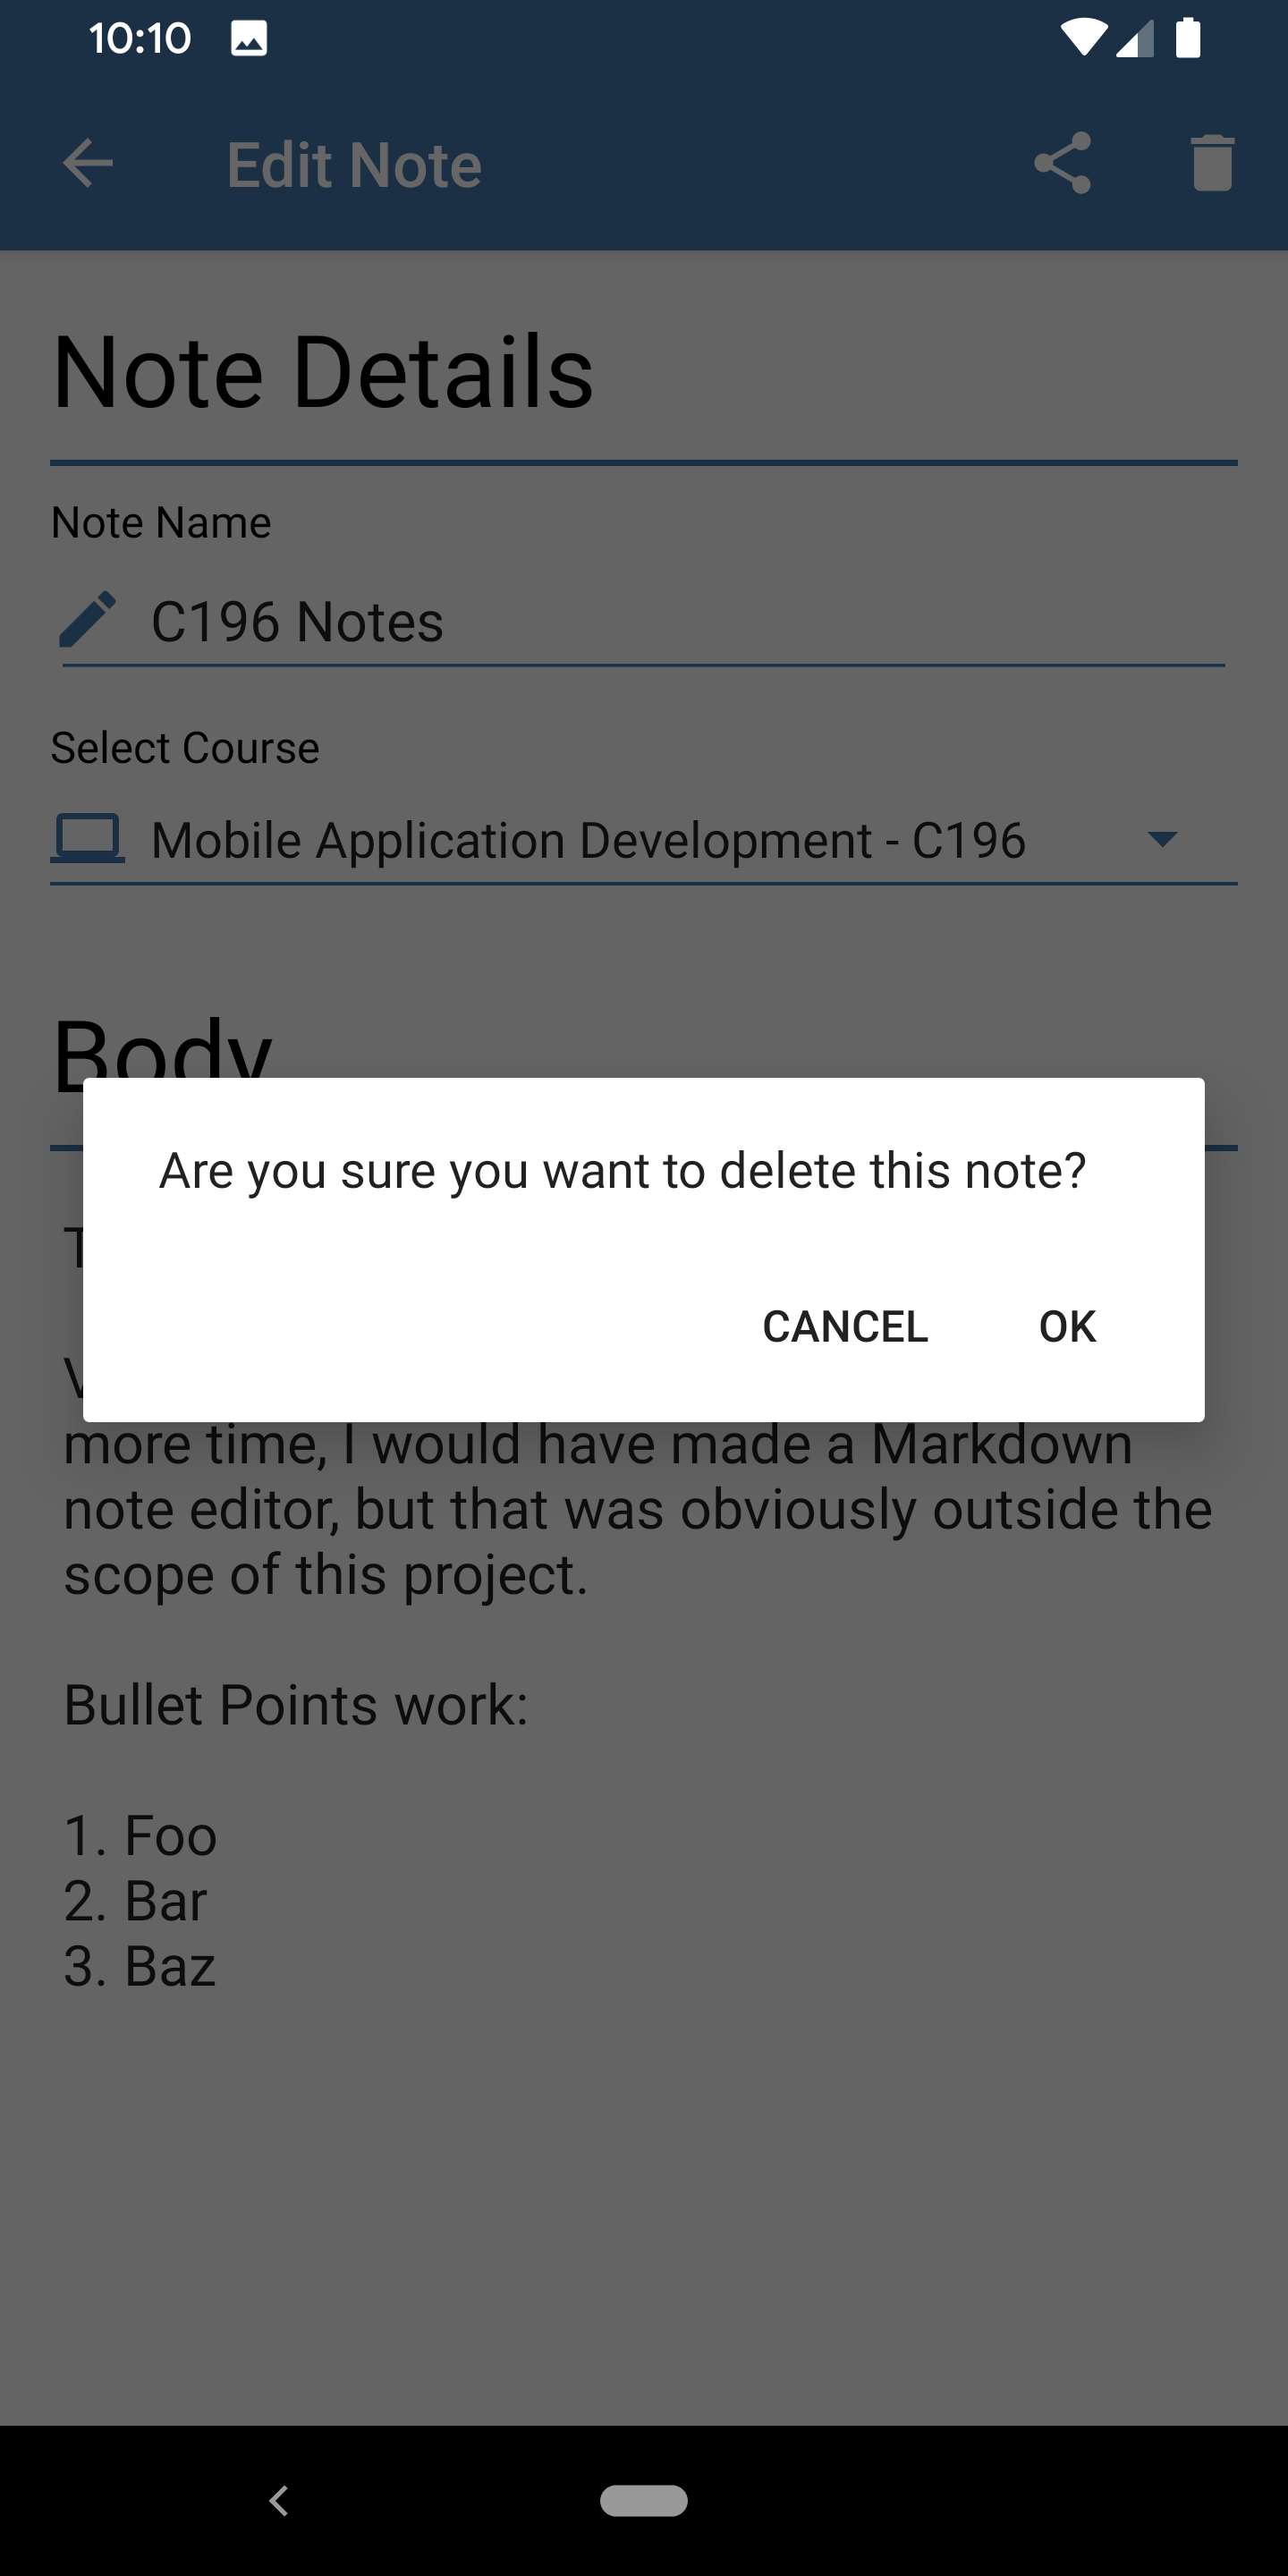 10:10
Edit Note
Note Details
Note Name
C196 Notes
Select Course
Mobile Application Development - C196
Body
Are you sure you want to delete this note?
CANCEL OK
more time, I would have made a Markdown
note editor, but that was obviously outside the
scope of this project.
Bullet Points work:
1. Foo
2. Bar
3. Baz